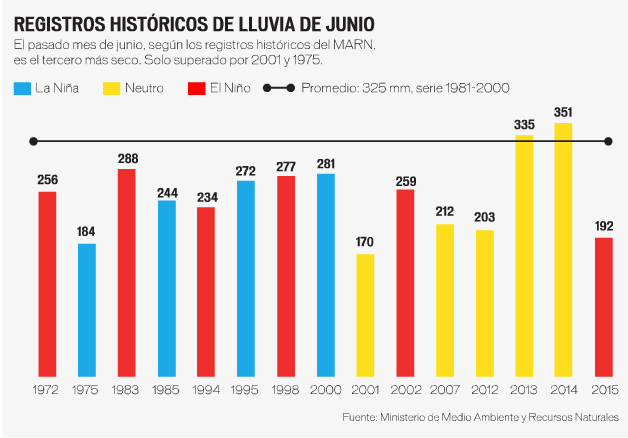 REGISTROS HISTÓRICOS DE LLUVIA DE JUNIO
El pasado mes de junio, según los registros históricos del MARN,
es el tercero más seco. Solo superado por 2001 y 1975.
La Niña Neutro El Niño Promedio: 325 mm, serie 1981-2000
256 184 288 244 234 272 277 281 170 259 212 203 335 351 192
1972 1975 1983 1985 1994 1995 1998 2000 2001 2002 2007 2012 2013 2014 2015
Fuente: Ministerio de Medio Ambiente y Recursos Naturales